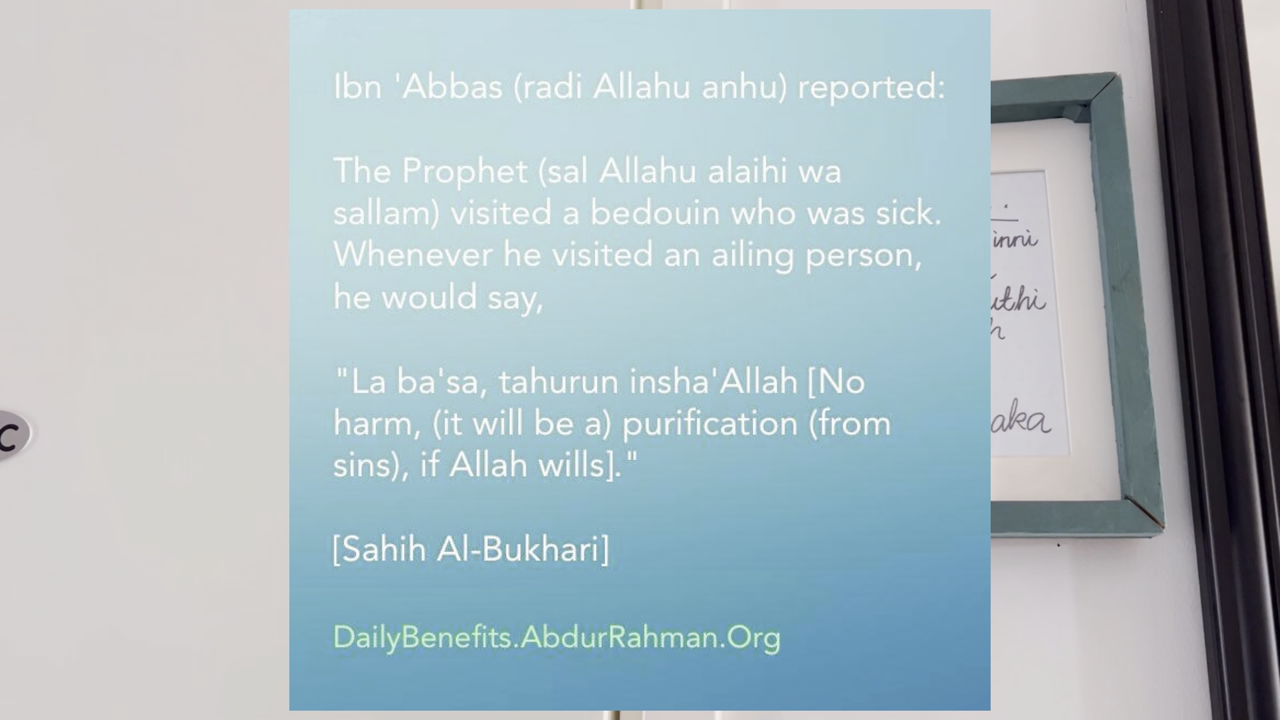 Ibn 'Abbas (radi Allahu anhu) reported:
The Prophet (sal Allahu alaihi wa
sallam) visited a bedouin who was sick.
Whenever he visited an ailing person,
he would say,
"La ba'sa, tahurun insha'Allah [No
harm, (it will be a) purification (from
sins), if Allah wills]."
[Sahih Al-Bukhari]
DailyBenefits.AbdurRahman.Org